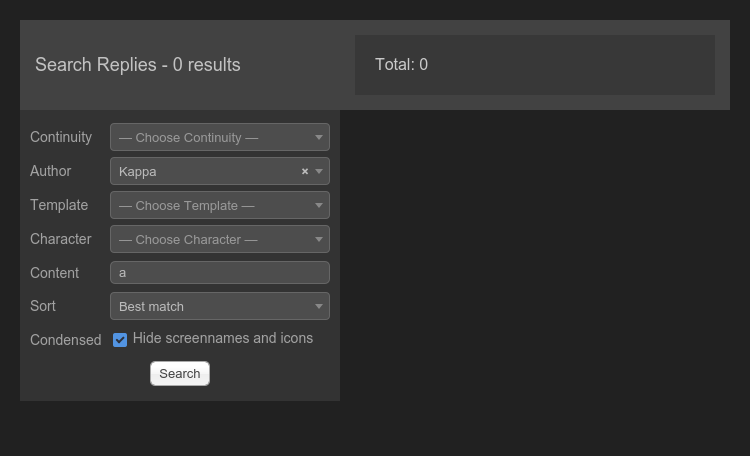 Search Replies - 0 results
Total: 0
Continuity — Choose Continuity —
Author Kappa ×
Template — Choose Template —
Character — Choose Character —
Content a
Sort Best match
Condensed Hide screennames and icons
Search